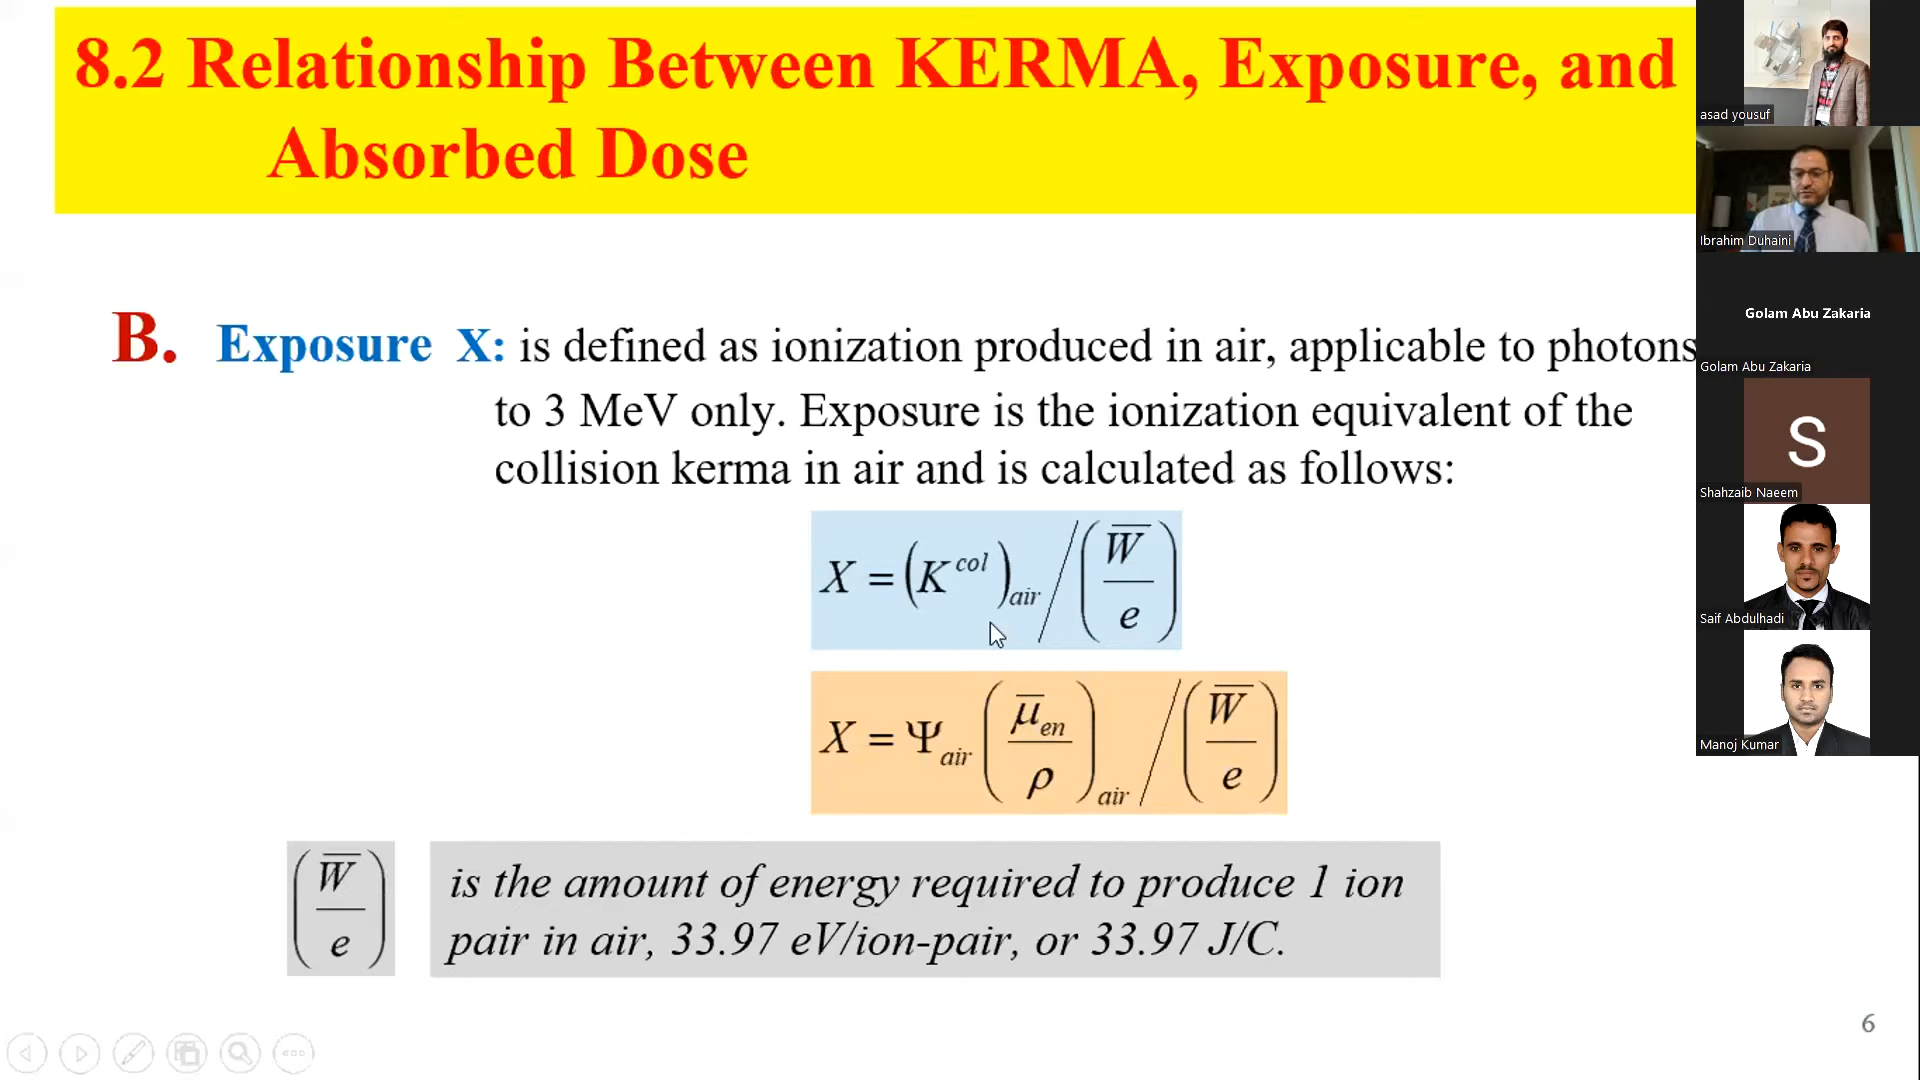 8.2 Relationship Between KERMA, Exposure, and
Absorbed Dose
B. Exposure X: is defined as ionization produced in air, applicable to photons
to 3 MeV only. Exposure is the ionization equivalent of the
collision kerma in air and is calculated as follows:
X = (K^col)_air / (W̅/e)
X = Ψ_air (μ̅_en/ρ)_air / (W̅/e)
(W̅/e) is the amount of energy required to produce 1 ion
pair in air, 33.97 eV/ion-pair, or 33.97 J/C.
6
asad yousuf
Ibrahim Duhaini
Golam Abu Zakaria
Golam Abu Zakaria
S
Shahzaib Naeem
Saif Abdulhadi
Manoj Kumar